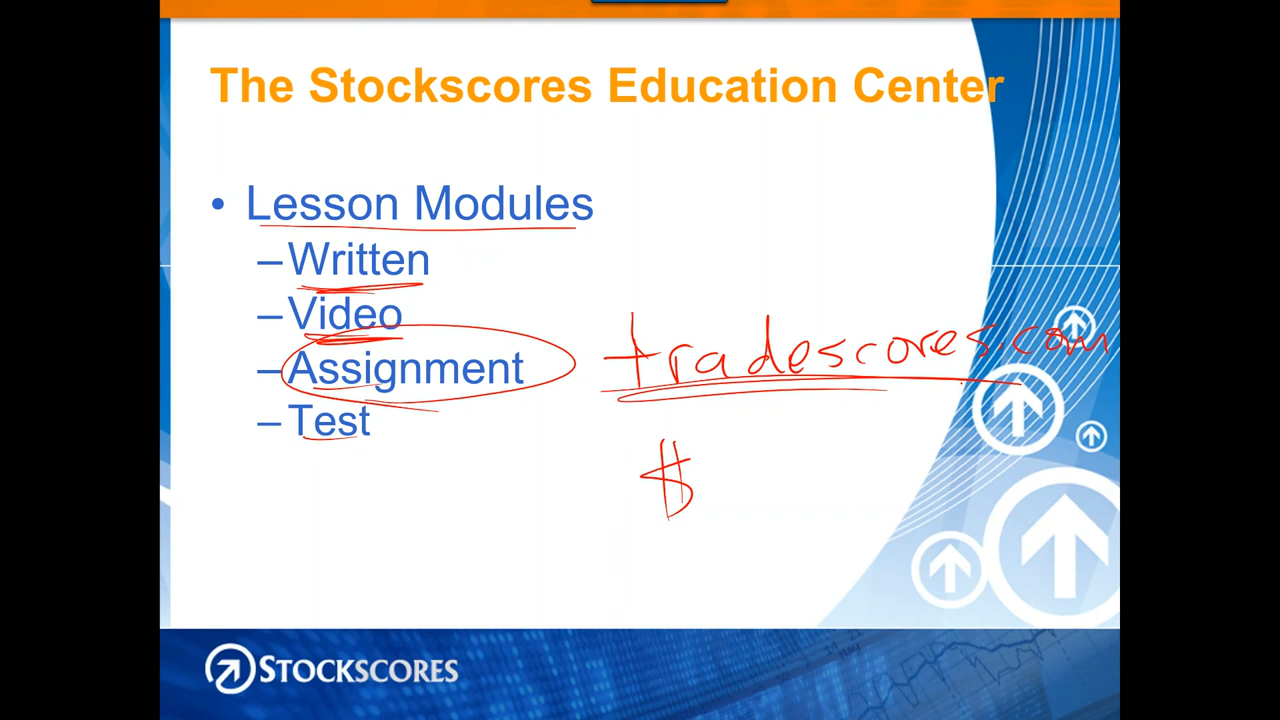 The Stockscores Education Center
• Lesson Modules
–Written
–Video
–Assignment
tradescores.com
–Test
$
STOCKSCORES